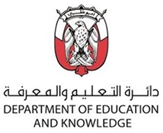 دائرة التعليم والمعرفة
DEPARTMENT OF EDUCATION
AND KNOWLEDGE